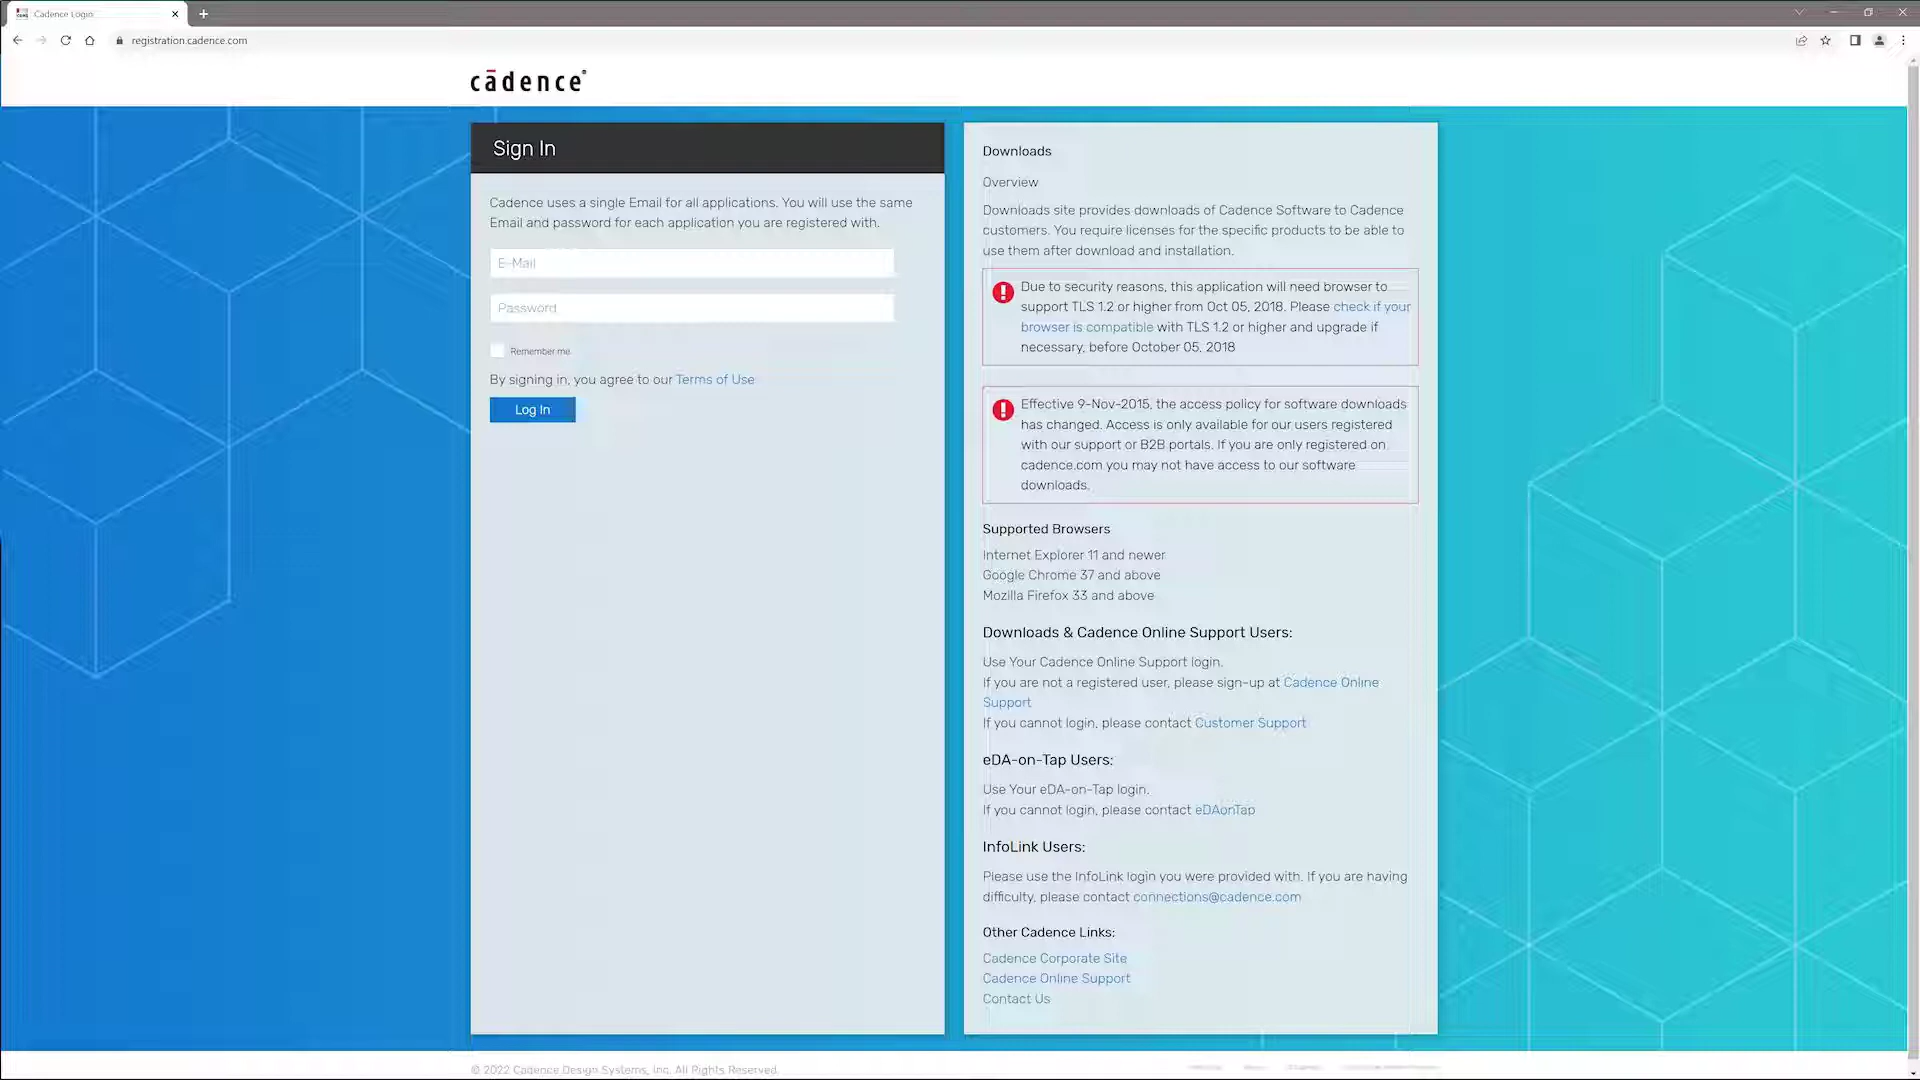 Cadence Login
registration.cadence.com
cādence®
Sign In
Cadence uses a single Email for all applications. You will use the same
Email and password for each application you are registered with.
E-Mail
Password
Remember me
By signing in, you agree to our Terms of Use
Log In
Downloads
Overview
Downloads site provides downloads of Cadence Software to Cadence
customers. You require licenses for the specific products to be able to
use them after download and installation.
Due to security reasons, this application will need browser to
support TLS 1.2 or higher from Oct 05, 2018. Please check if your
browser is compatible with TLS 1.2 or higher and upgrade if
necessary, before October 05, 2018
Effective 9-Nov-2015, the access policy for software downloads
has changed. Access is only available for our users registered
with our support or B2B portals. If you are only registered on
cadence.com you may not have access to our software
downloads.
Supported Browsers
Internet Explorer 11 and newer
Google Chrome 37 and above
Mozilla Firefox 33 and above
Downloads & Cadence Online Support Users:
Use Your Cadence Online Support login.
If you are not a registered user, please sign-up at Cadence Online
Support
If you cannot login, please contact Customer Support
eDA-on-Tap Users:
Use Your eDA-on-Tap login.
If you cannot login, please contact eDAonTap
InfoLink Users:
Please use the InfoLink login you were provided with. If you are having
difficulty, please contact connections@cadence.com
Other Cadence Links:
Cadence Corporate Site
Cadence Online Support
Contact Us
© 2022 Cadence Design Systems, Inc. All Rights Reserved.